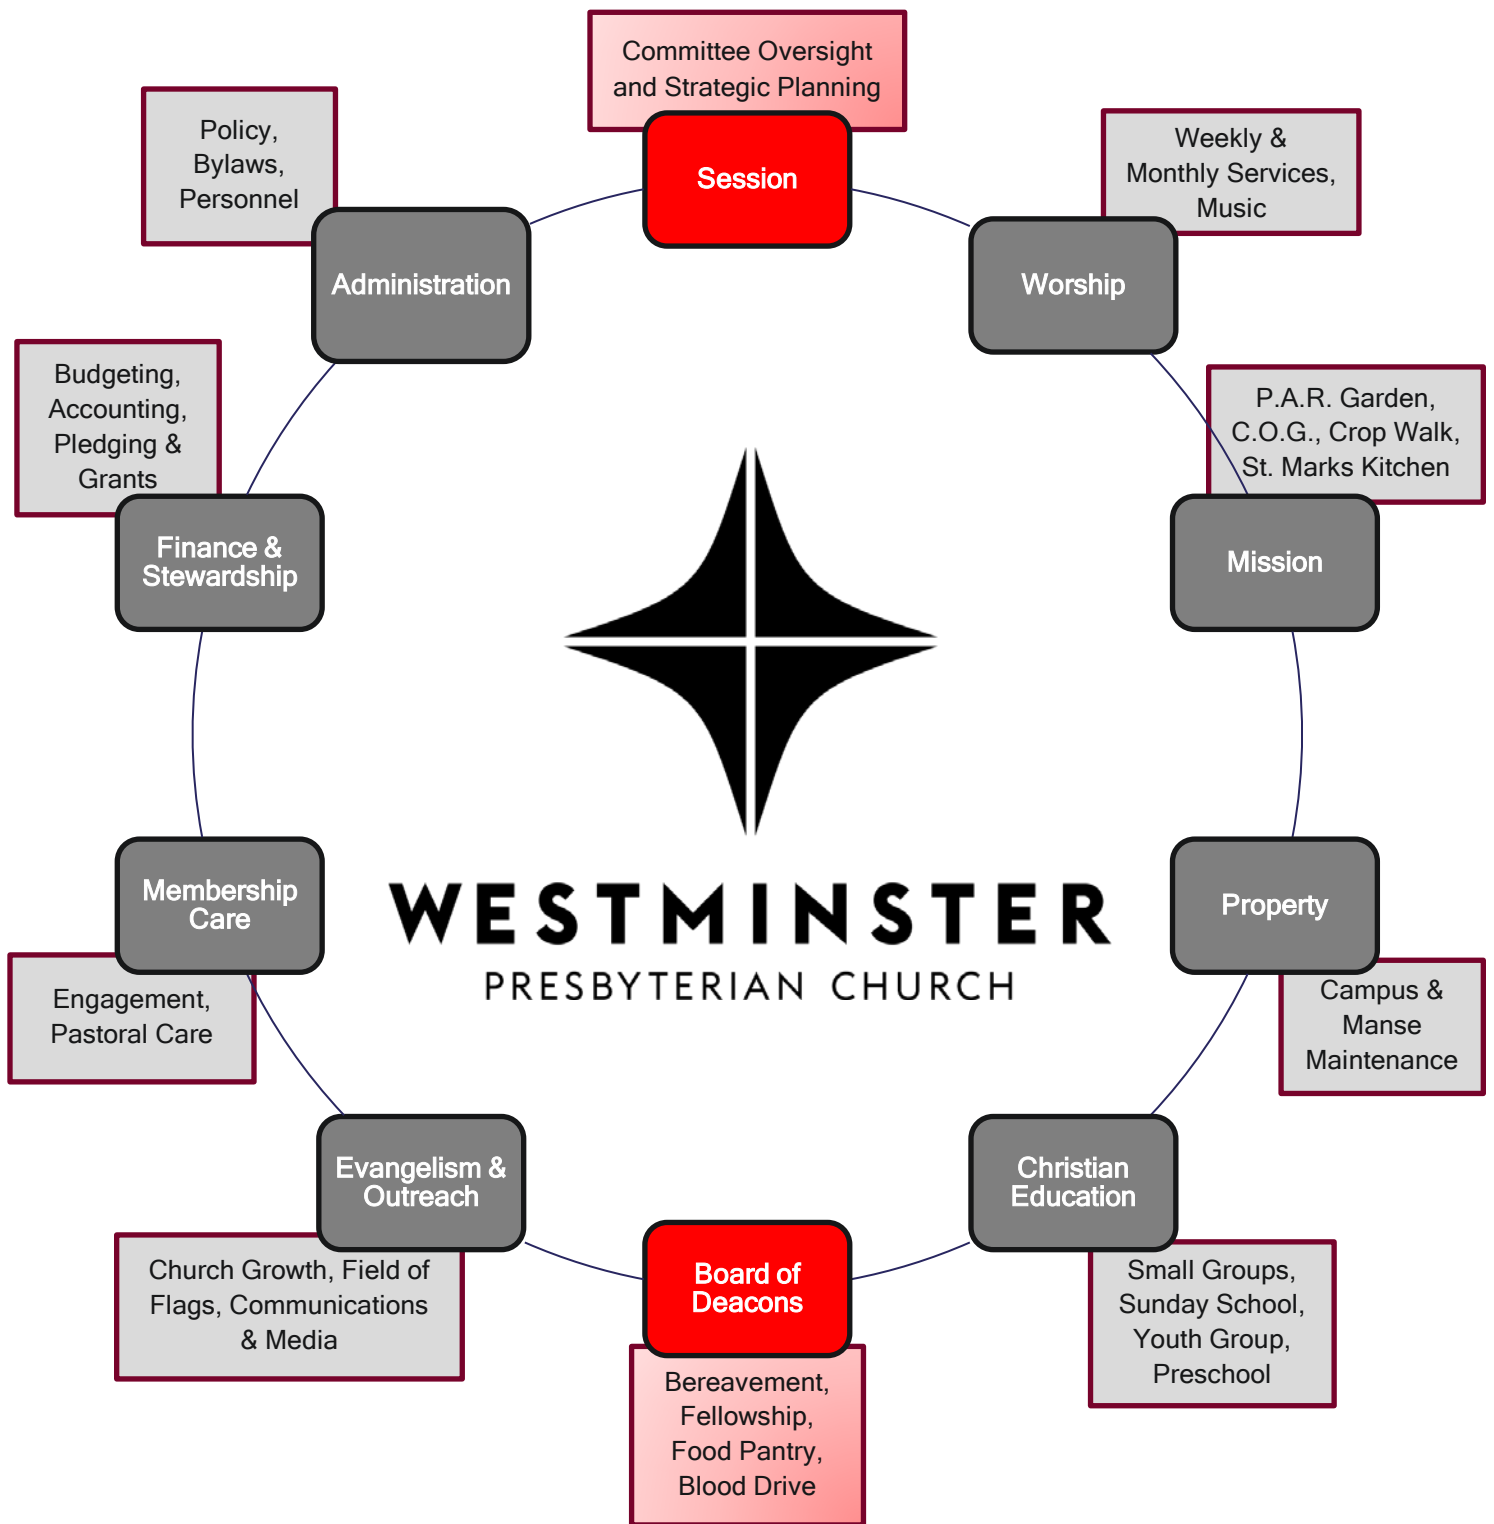 Committee Oversight
and Strategic Planning
Session
Policy,
Bylaws,
Personnel
Administration
Weekly &
Monthly Services,
Music
Worship
Budgeting,
Accounting,
Pledging &
Grants
Finance &
Stewardship
P.A.R. Garden,
C.O.G., Crop Walk,
St. Marks Kitchen
Mission
WESTMINSTER
PRESBYTERIAN CHURCH
Membership
Care
Engagement,
Pastoral Care
Property
Campus &
Manse
Maintenance
Evangelism &
Outreach
Church Growth, Field of
Flags, Communications
& Media
Board of
Deacons
Bereavement,
Fellowship,
Food Pantry,
Blood Drive
Christian
Education
Small Groups,
Sunday School,
Youth Group,
Preschool